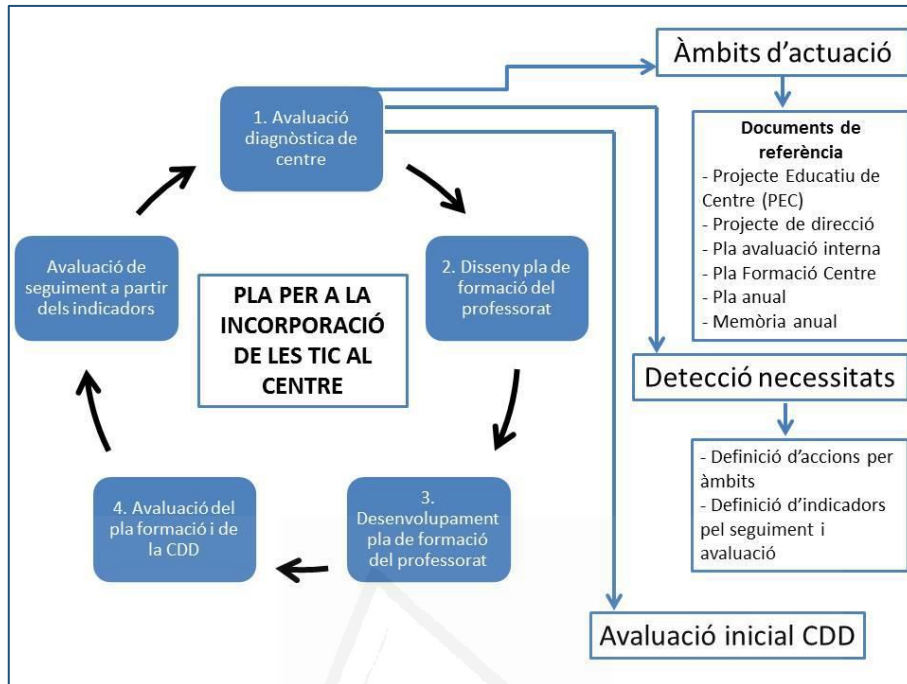 1. Avaluació
diagnòstica de
centre
2. Disseny pla de
formació del
professorat
3.
Desenvolupament
pla de formació
del professorat
4. Avaluació del
pla formació i de
la CDD
Avaluació de
seguiment a partir
dels indicadors
PLA PER A LA
INCORPORACIÓ
DE LES TIC AL
CENTRE
Àmbits d’actuació
Documents de
referència
- Projecte Educatiu de
Centre (PEC)
- Projecte de direcció
- Pla avaluació interna
- Pla Formació Centre
- Pla anual
- Memòria anual
Detecció necessitats
- Definició d’accions per
àmbits
- Definició d’indicadors
pel seguiment i
avaluació
Avaluació inicial CDD